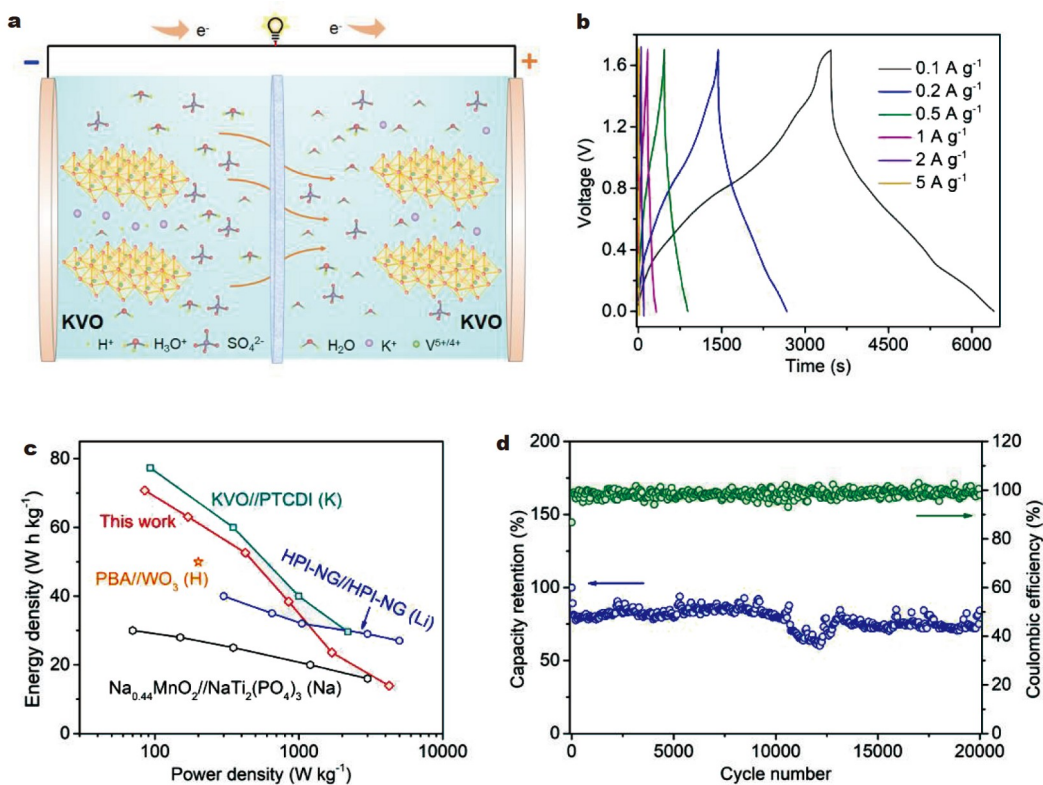 a
e⁻
e⁻
−
+
KVO
KVO
H⁺
H₃O⁺
SO₄²⁻
H₂O
K⁺
V⁵⁺/⁴⁺
b
Voltage (V)
1.6
1.2
0.8
0.4
0.0
0.1 A g⁻¹
0.2 A g⁻¹
0.5 A g⁻¹
1 A g⁻¹
2 A g⁻¹
5 A g⁻¹
0
1500
3000
4500
6000
Time (s)
c
Energy density (W h kg⁻¹)
80
60
40
20
0
KVO//PTCDI (K)
This work
PBA//WO₃ (H)
HPI-NG//HPI-NG (Li)
Na₀.₄₄MnO₂//NaTi₂(PO₄)₃ (Na)
100
1000
10000
Power density (W kg⁻¹)
d
Capacity retention (%)
200
175
150
125
100
75
50
25
0
120
100
80
60
40
20
0
Coulombic efficiency (%)
0
5000
10000
15000
20000
Cycle number